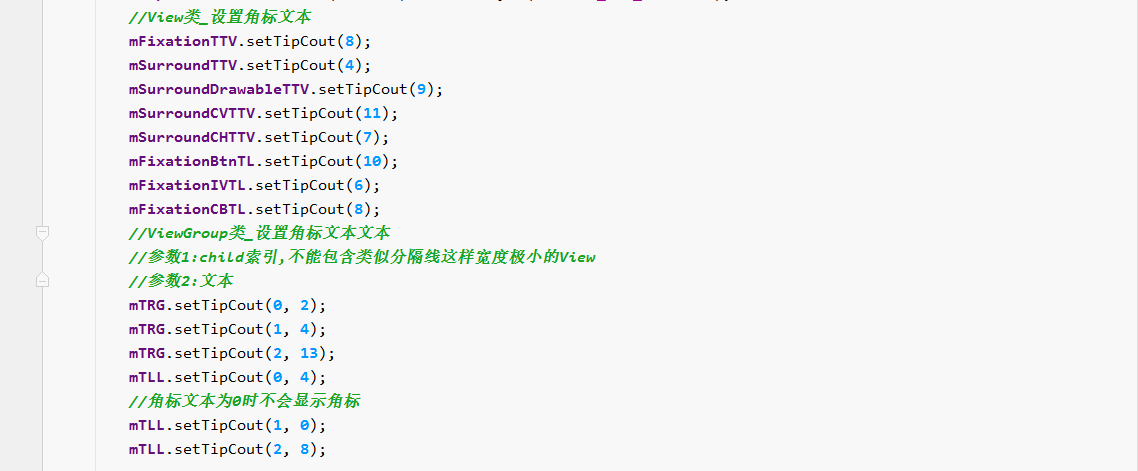 //View类_设置角标文本
mFixationTTV.setTipCout(8);
mSurroundTTV.setTipCout(4);
mSurroundDrawableTTV.setTipCout(9);
mSurroundCVTTV.setTipCout(11);
mSurroundCHTTV.setTipCout(7);
mFixationBtnTL.setTipCout(10);
mFixationIVTL.setTipCout(6);
mFixationCBTL.setTipCout(8);
//ViewGroup类_设置角标文本文本
//参数1:child索引,不能包含类似分隔线这样宽度极小的View
//参数2:文本
mTRG.setTipCout(0, 2);
mTRG.setTipCout(1, 4);
mTRG.setTipCout(2, 13);
mTLL.setTipCout(0, 4);
//角标文本为0时不会显示角标
mTLL.setTipCout(1, 0);
mTLL.setTipCout(2, 8);